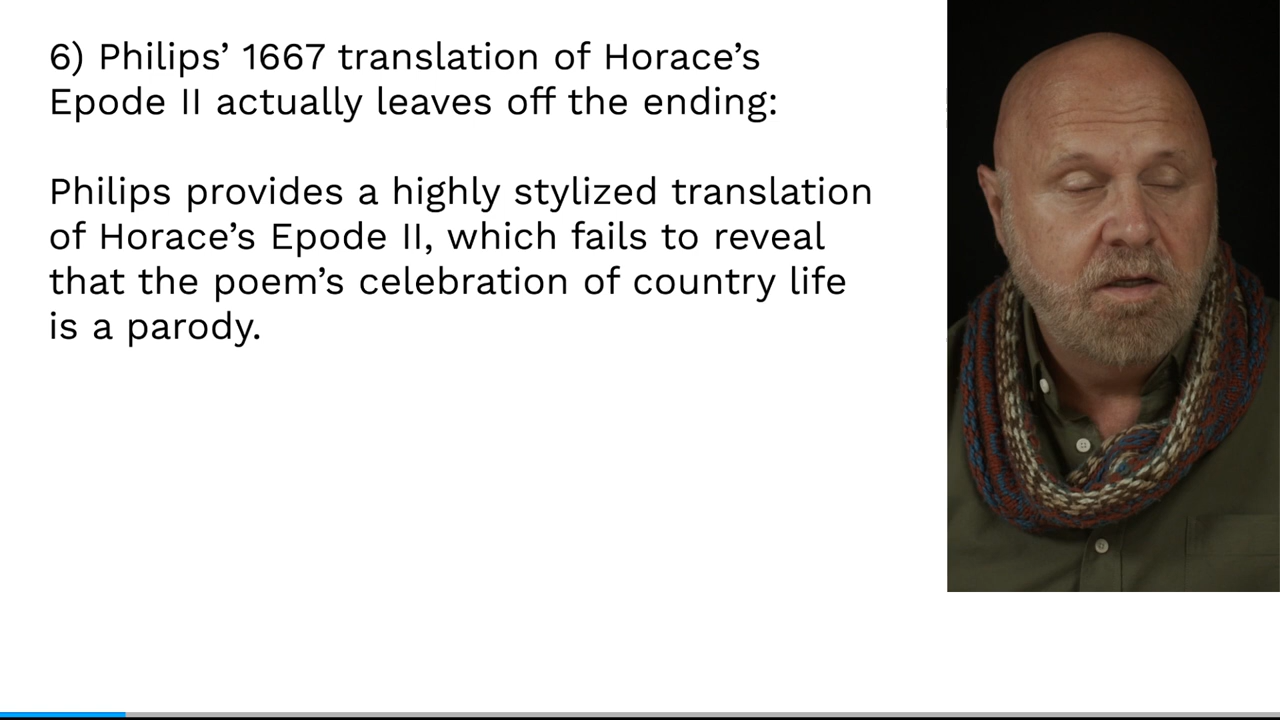 6) Philips’ 1667 translation of Horace’s
Epode II actually leaves off the ending:
Philips provides a highly stylized translation
of Horace’s Epode II, which fails to reveal
that the poem’s celebration of country life
is a parody.